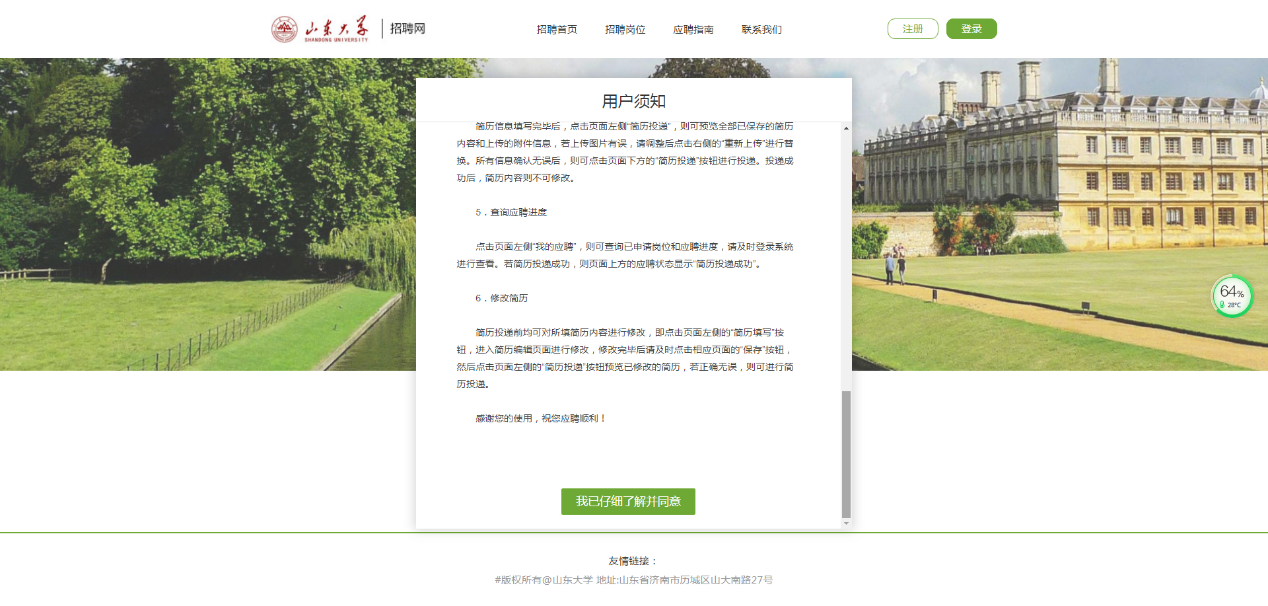 山东大学
SHANDONG UNIVERSITY
招聘网
招聘首页
招聘岗位
应聘指南
联系我们
注册
登录
用户须知
简历信息填写完毕后，点击页面左侧“简历投递”，则可预览全部已保存的简历
内容和上传的附件信息，若上传图片有误，请调整后点击右侧的“重新上传”进行替
换。所有信息确认无误后，则可点击页面下方的“简历投递”按钮进行投递。投递成
功后，简历内容则不可修改。
5．查询应聘进度
点击页面左侧“我的应聘”，则可查询已申请岗位和应聘进度，请及时登录系统
进行查看。若简历投递成功，则页面上方的应聘状态显示“简历投递成功”。
6．修改简历
简历投递前均可对所填简历内容进行修改，即点击页面左侧的“简历填写”按
钮，进入简历编辑页面进行修改，修改完毕后请及时点击相应页面的“保存”按钮，
然后点击页面左侧的“简历投递”按钮预览已修改的简历，若正确无误，则可进行简
历投递。
感谢您的使用，祝您应聘顺利！
我已仔细了解并同意
64%
28°C
友情链接：
#版权所有@山东大学 地址:山东省济南市历城区山大南路27号